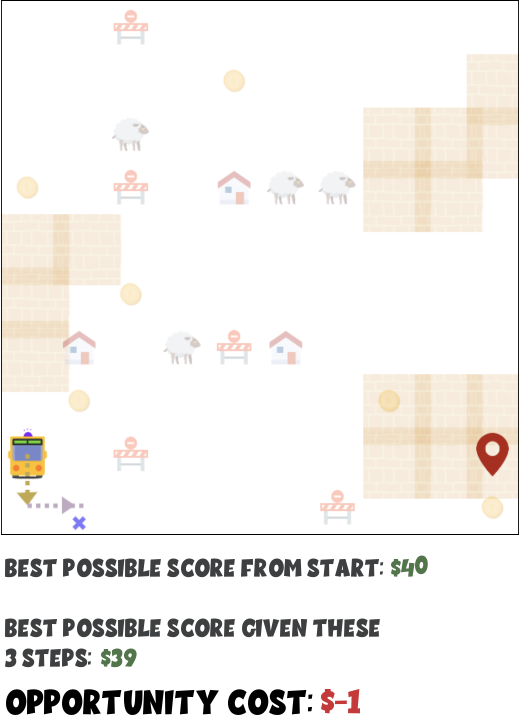 BEST POSSIBLE SCORE FROM START: $40
BEST POSSIBLE SCORE GIVEN THESE
3 STEPS: $39
OPPORTUNITY COST: $-1